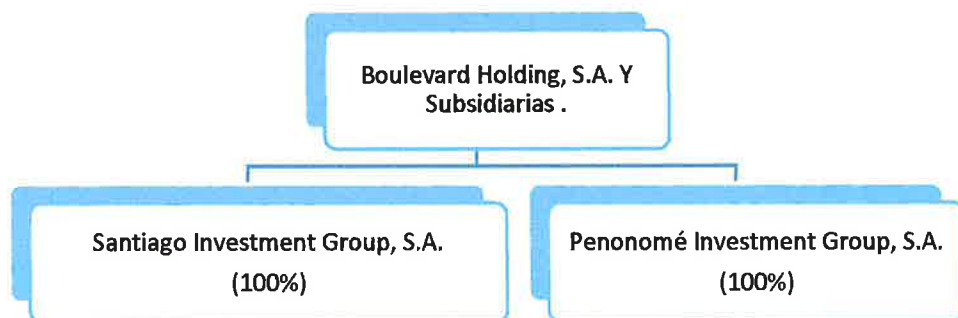 Boulevard Holding, S.A. Y
Subsidiarias .
Santiago Investment Group, S.A.
(100%)
Penonomé Investment Group, S.A.
(100%)